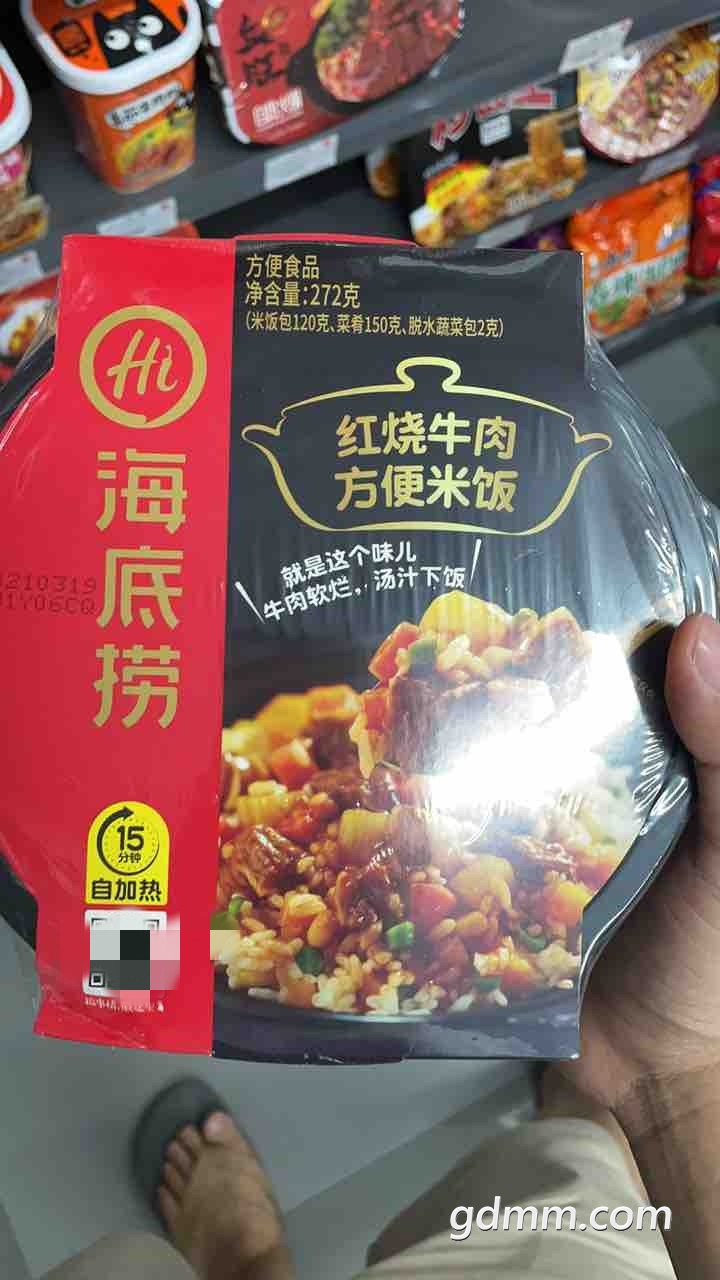 方便食品
净含量:272克
(米饭包120克、菜肴150克、脱水蔬菜包2克)
Hi
海底捞
红烧牛肉
方便米饭
就是这个味儿
牛肉软烂,汤汁下饭
210319
1Y06CQ
15
分钟
自加热
gdmm.com